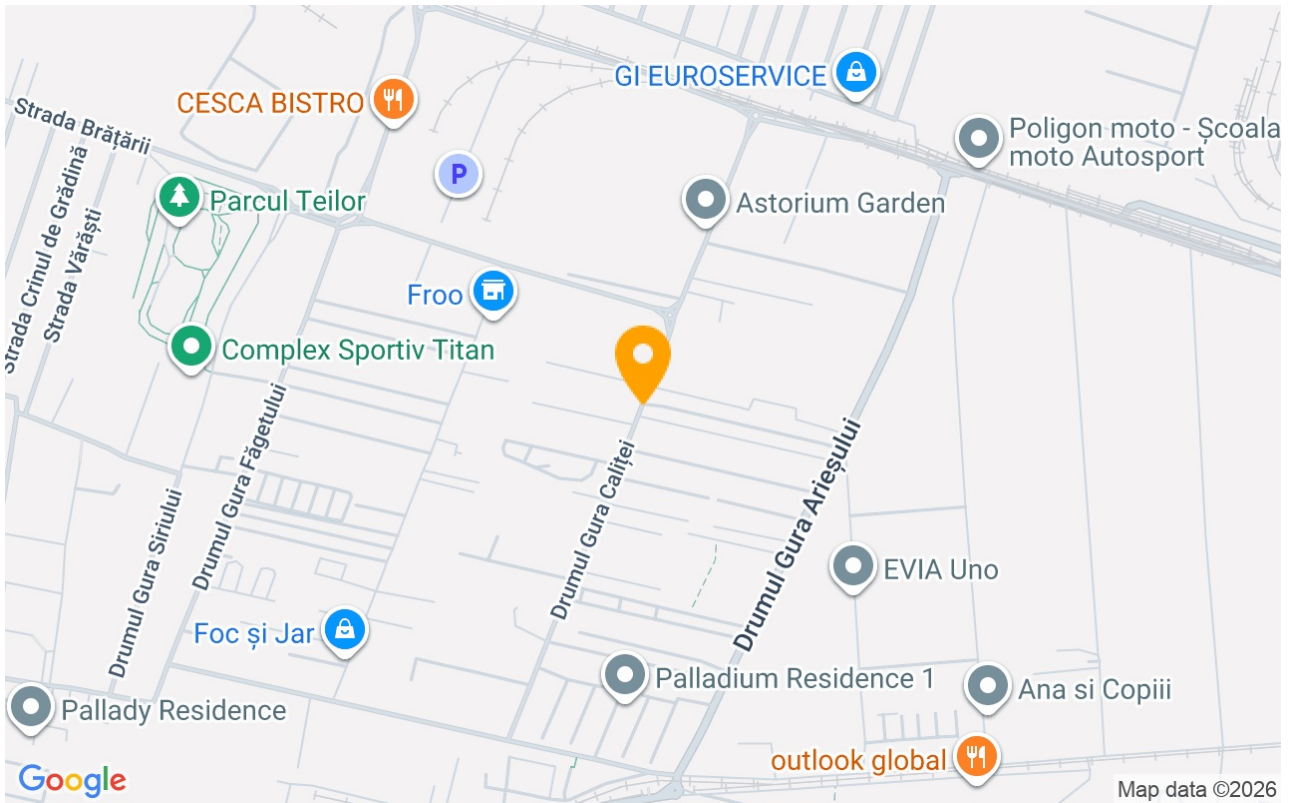 GI EUROSERVICE
CESCA BISTRO
Strada Brățării
P
Poligon moto - Școala
moto Autosport
Parcul Teilor
Astorium Garden
Strada Crinul de Grădină
Strada Vărăști
Froo
Complex Sportiv Titan
Drumul Gura Făgetului
Drumul Gura Caliței
Drumul Gura Arieșului
Drumul Gura Siriului
EVIA Uno
Foc și Jar
Palladium Residence 1
Ana si Copiii
Pallady Residence
outlook global
Google
Map data ©2026